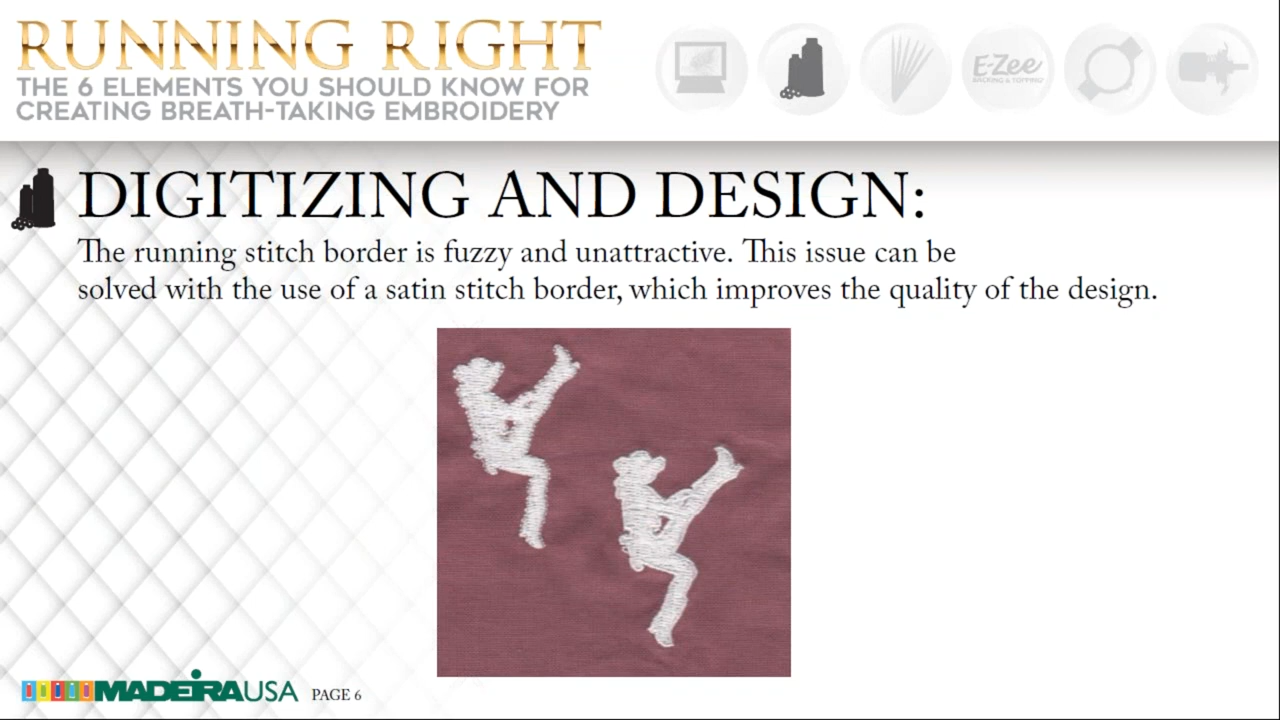 RUNNING RIGHT
THE 6 ELEMENTS YOU SHOULD KNOW FOR
CREATING BREATH-TAKING EMBROIDERY
E-Zee
BACKING & TOPPING
DIGITIZING AND DESIGN:
The running stitch border is fuzzy and unattractive. This issue can be
solved with the use of a satin stitch border, which improves the quality of the design.
MADEIRAUSA PAGE 6